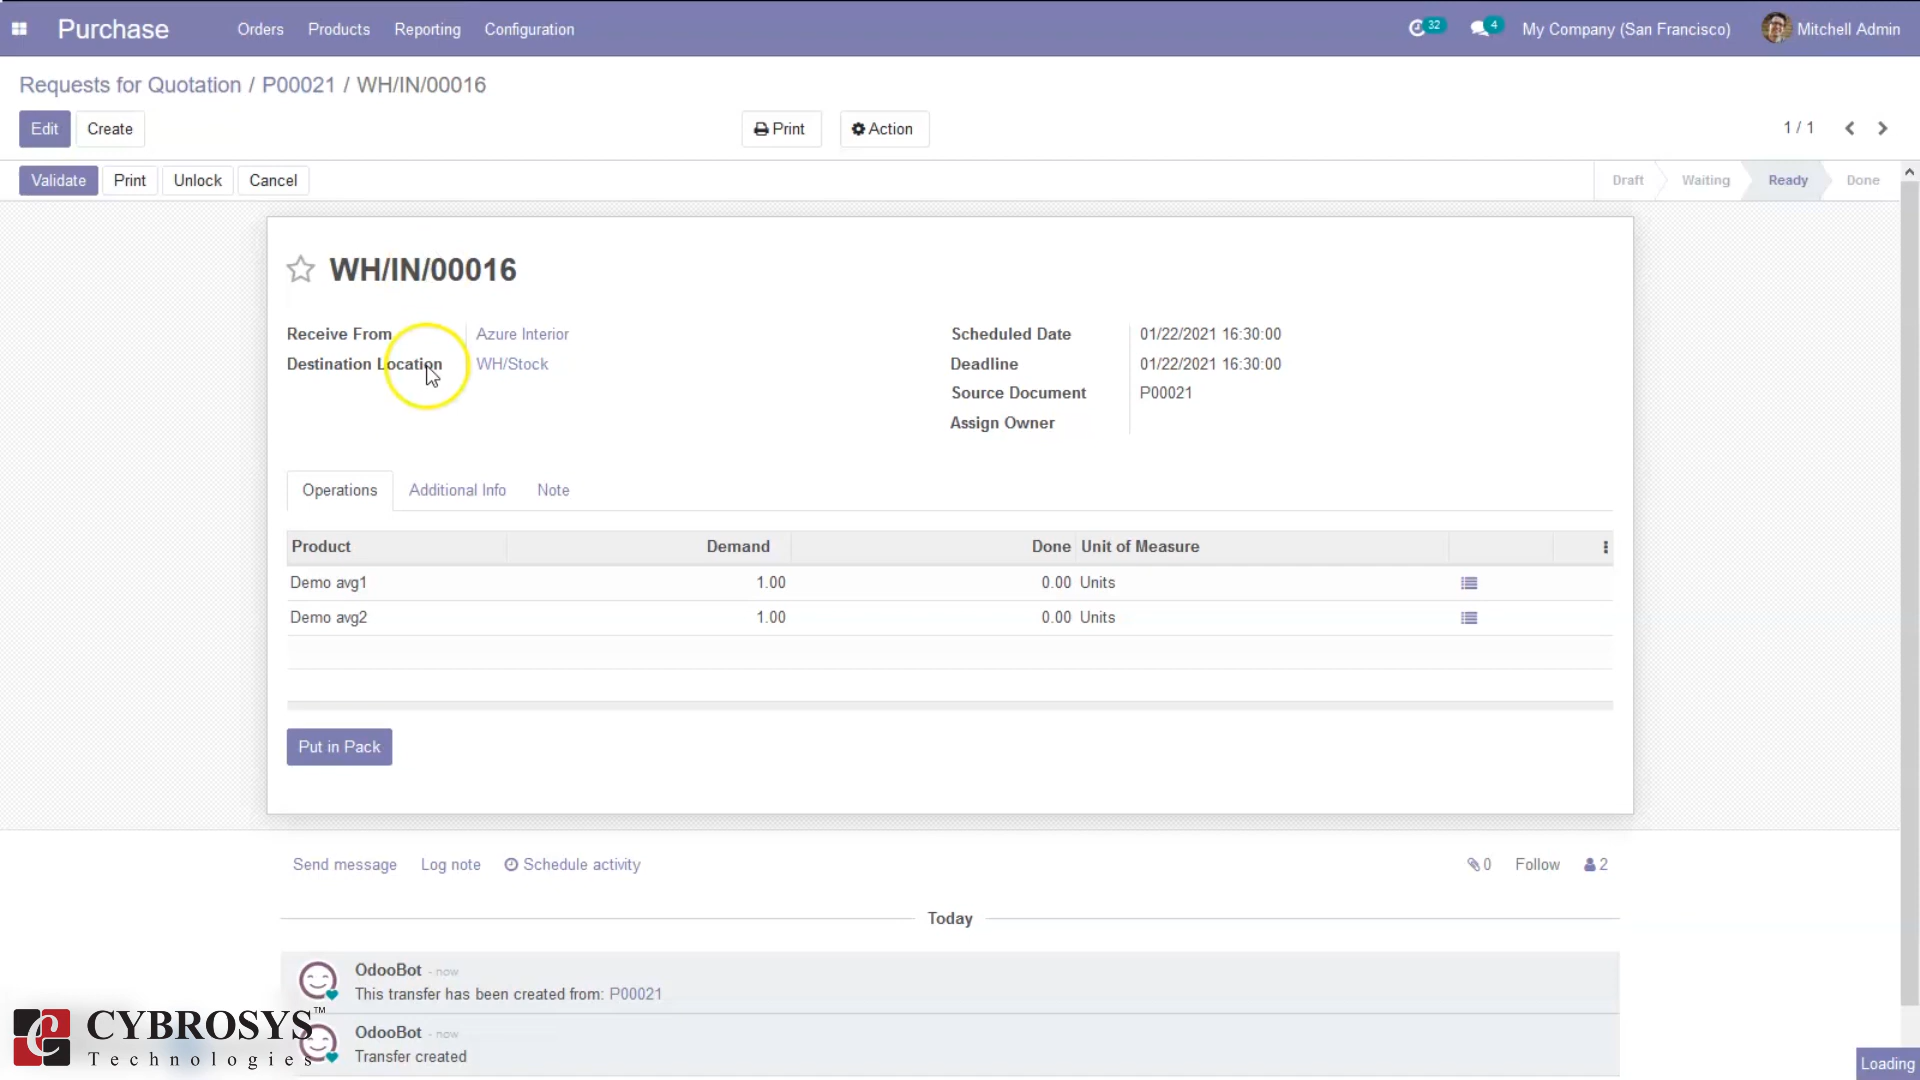 Purchase Orders Products Reporting Configuration 32 4 My Company (San Francisco) Mitchell Admin
Requests for Quotation / P00021 / WH/IN/00016
Edit Create Print Action 1 / 1
Validate Print Unlock Cancel Draft Waiting Ready Done
WH/IN/00016
Receive From Azure Interior Scheduled Date 01/22/2021 16:30:00
Destination Location WH/Stock Deadline 01/22/2021 16:30:00
Source Document P00021
Assign Owner
Operations Additional Info Note
Product Demand Done Unit of Measure
Demo avg1 1.00 0.00 Units
Demo avg2 1.00 0.00 Units
Put in Pack
Send message Log note Schedule activity 0 Follow 2
Today
OdooBot - now
This transfer has been created from: P00021
OdooBot - now
Transfer created
CYBROSYS™
Technologies
Loading